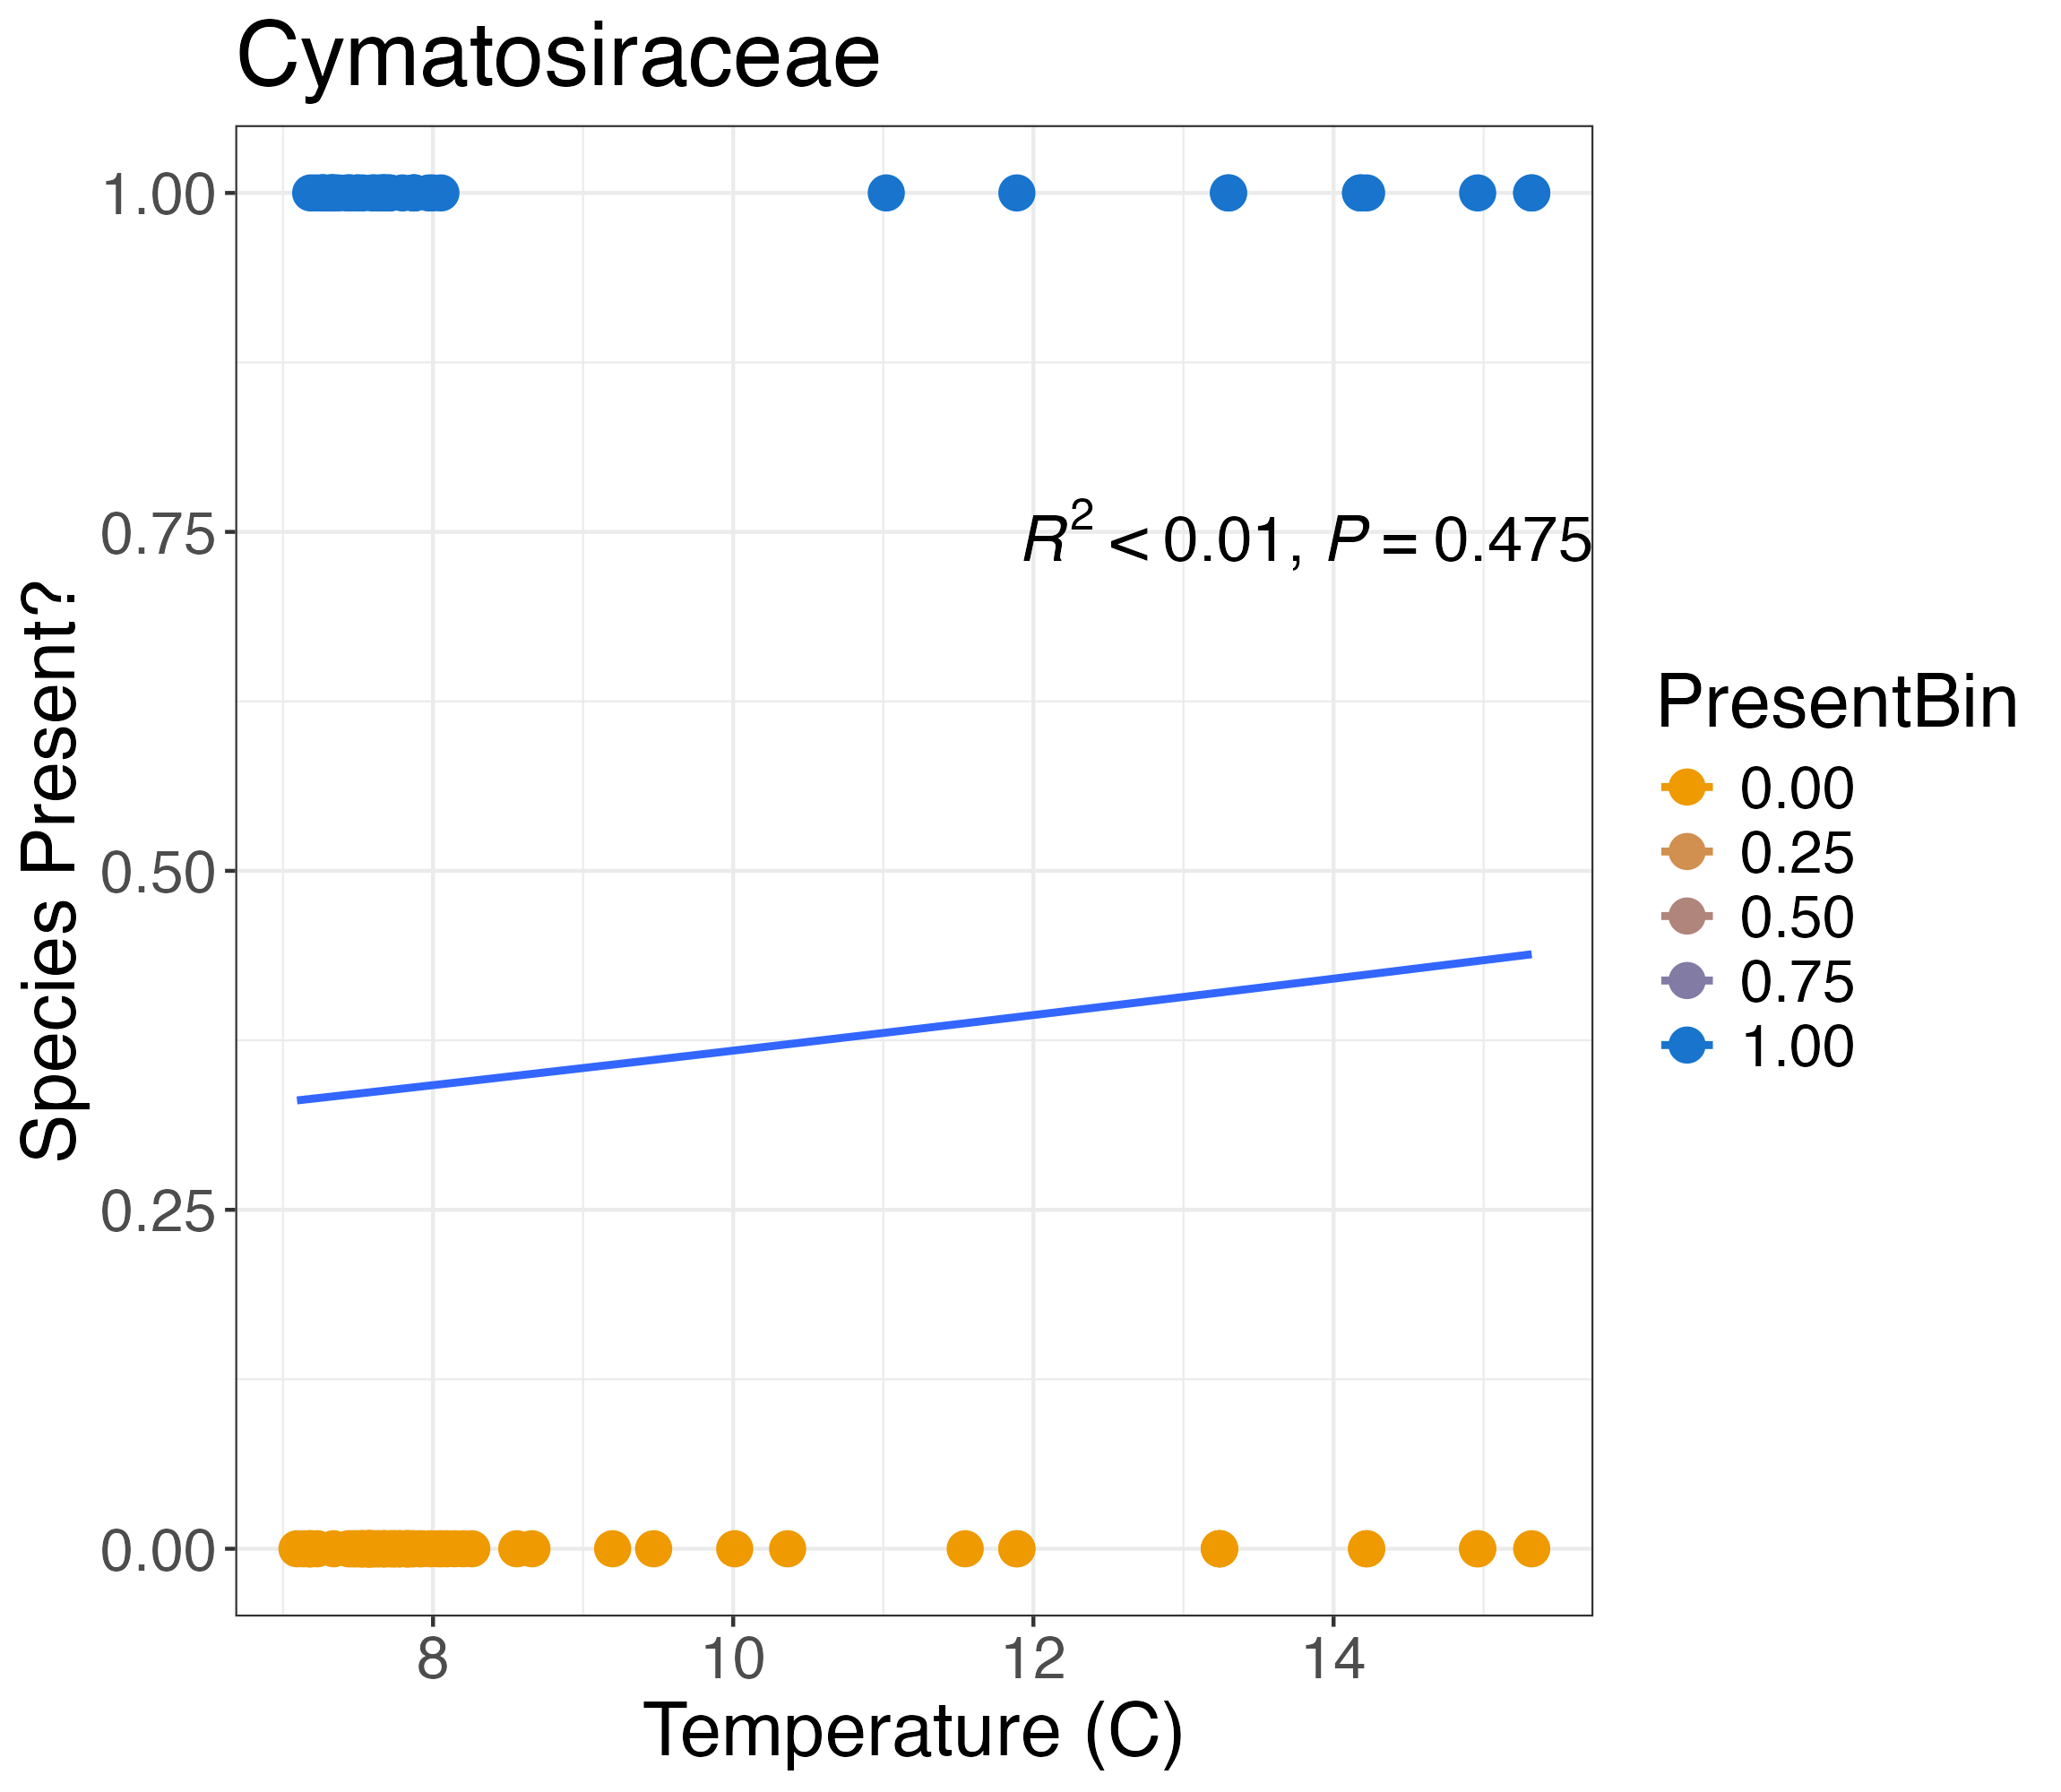 Cymatosiraceae
1.00
0.75
0.50
0.25
0.00
Species Present?
R² < 0.01, P = 0.475
8 10 12 14
Temperature (C)
PresentBin
0.00
0.25
0.50
0.75
1.00